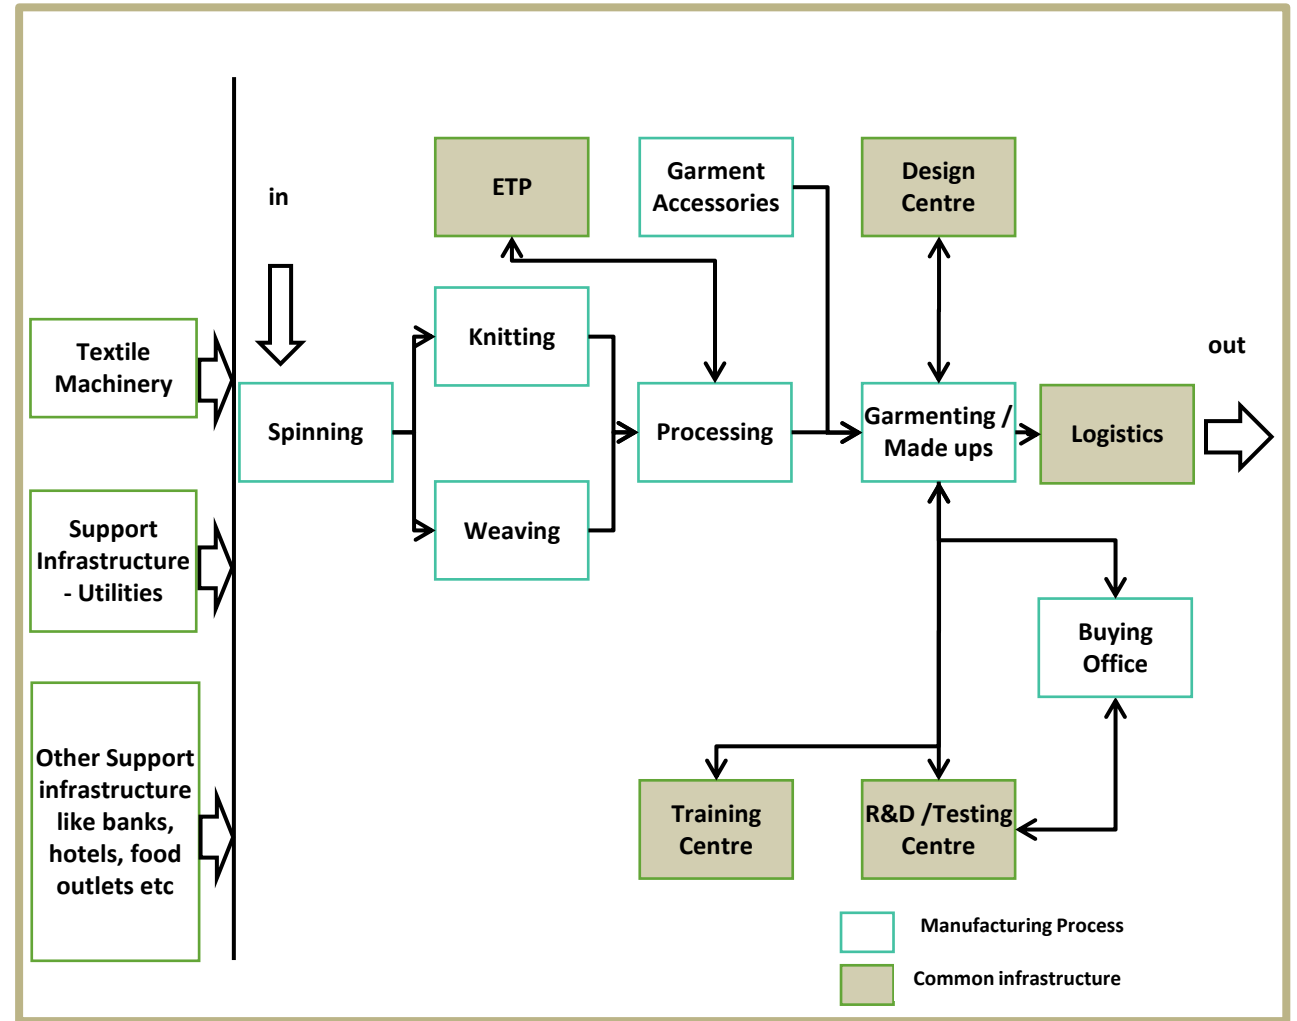 in
ETP
Garment
Accessories
Design
Centre
Textile
Machinery
Knitting
out
Spinning
Processing
Garmenting /
Made ups
Logistics
Support
Infrastructure
- Utilities
Weaving
Buying
Office
Other Support
infrastructure
like banks,
hotels, food
outlets etc
Training
Centre
R&D /Testing
Centre
Manufacturing Process
Common infrastructure